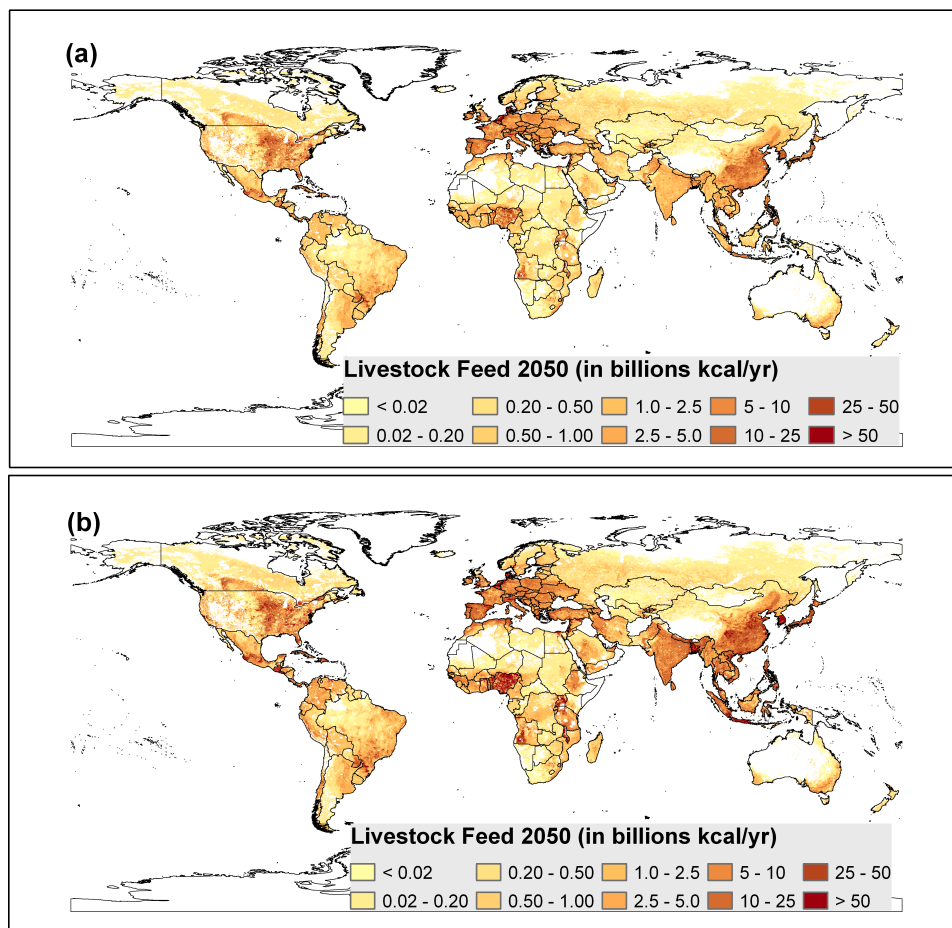 (a)
Livestock Feed 2050 (in billions kcal/yr)
< 0.02 0.20 - 0.50 1.0 - 2.5 5 - 10 25 - 50
0.02 - 0.20 0.50 - 1.00 2.5 - 5.0 10 - 25 > 50
(b)
Livestock Feed 2050 (in billions kcal/yr)
< 0.02 0.20 - 0.50 1.0 - 2.5 5 - 10 25 - 50
0.02 - 0.20 0.50 - 1.00 2.5 - 5.0 10 - 25 > 50